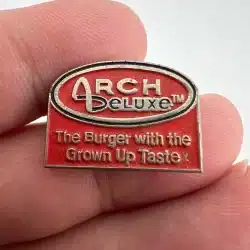 ARCH
Deluxe™
The Burger with the
Grown Up Taste